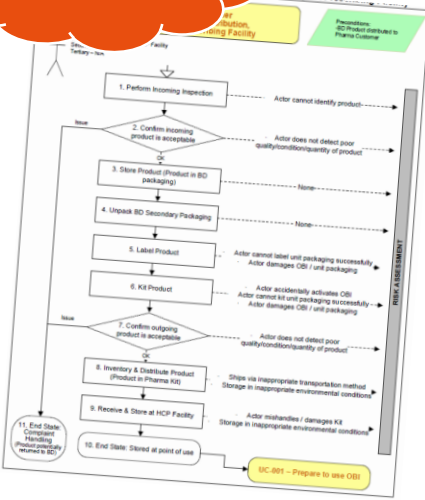 tribution,
ding Facility
Preconditions:
-BD Product distributed to
Pharma Customer
Facility
1. Perform Incoming Inspection
Actor cannot identify product
Issue
2. Confirm incoming
product is acceptable
Actor does not detect poor
quality/condition/quantity of product
OK
3. Store Product (Product in BD
packaging)
None
4. Unpack BD Secondary Packaging
None
5. Label Product
Actor cannot label unit packaging successfully
Actor damages OBI / unit packaging
6. Kit Product
Actor accidentally activates OBI
Actor cannot kit unit packaging successfully
Actor damages OBI / unit packaging
Issue
7. Confirm outgoing
product is acceptable
Actor does not detect poor
quality/condition/quantity of product
OK
8. Inventory & Distribute Product
(Product in Pharma Kit)
Ships via inappropriate transportation method
Storage in inappropriate environmental conditions
9. Receive & Store at HCP Facility
Actor mishandles / damages Kit
Storage in inappropriate environmental conditions
11. End State:
Complaint
Handling
(Product potentially
returned to BD)
10. End State: Stored at point of use
UC-001 – Prepare to use OBI
RISK ASSESSMENT